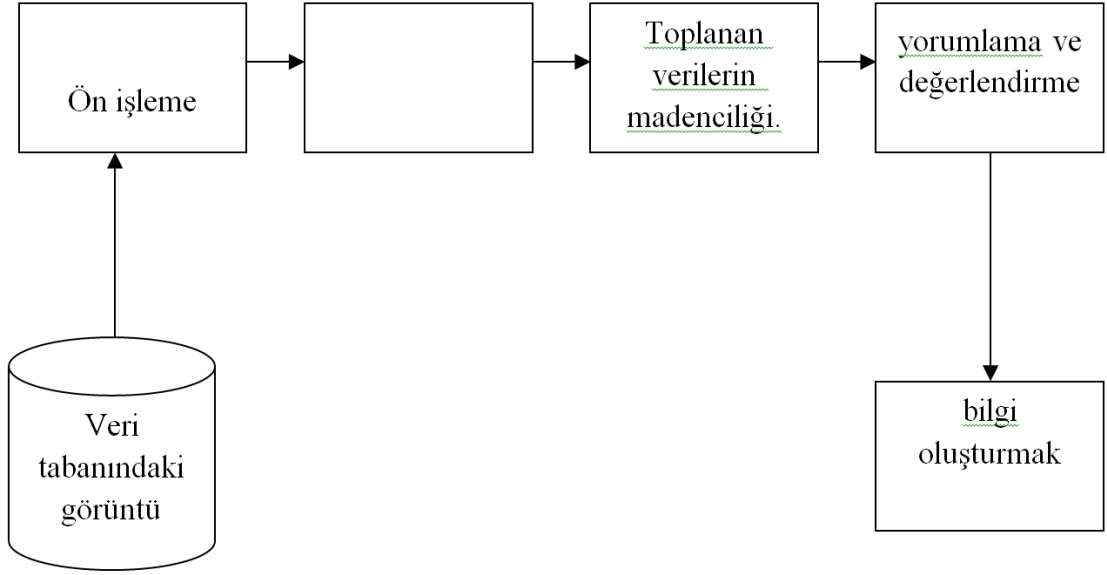 Ön işleme
Toplanan
verilerin
madenciliği.
yorumlama ve
değerlendirme
Veri
tabanındaki
görüntü
bilgi
oluşturmak